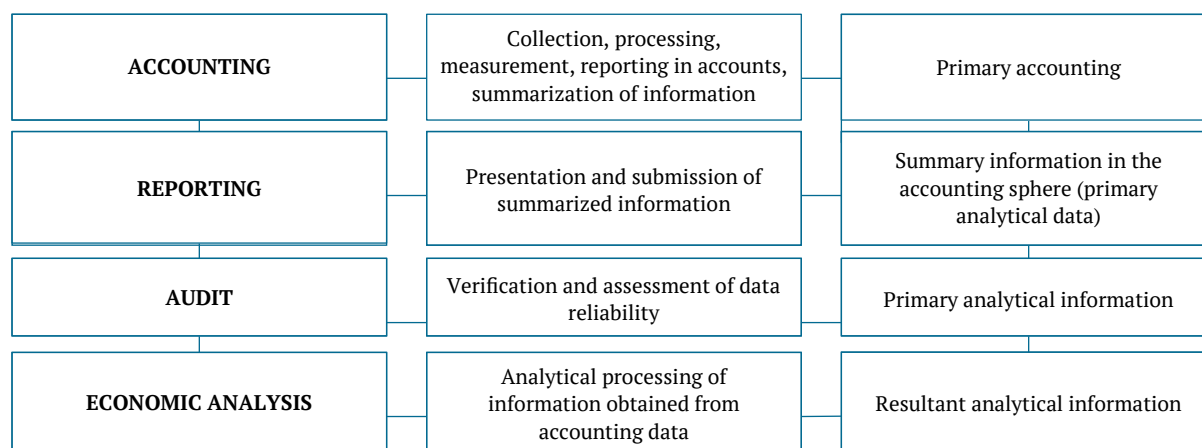 ACCOUNTING
Collection, processing,
measurement, reporting in accounts,
summarization of information
Primary accounting
REPORTING
Presentation and submission of
summarized information
Summary information in the
accounting sphere (primary
analytical data)
AUDIT
Verification and assessment of data
reliability
Primary analytical information
ECONOMIC ANALYSIS
Analytical processing of
information obtained from
accounting data
Resultant analytical information